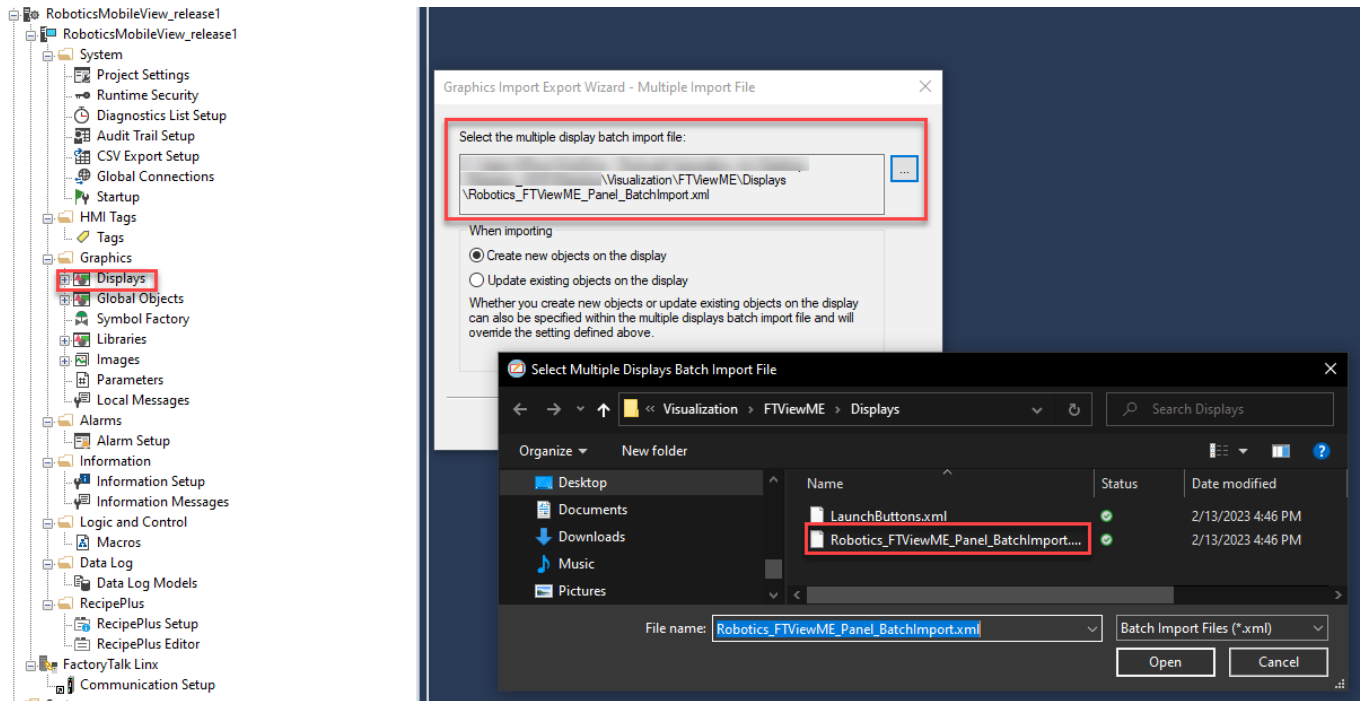 RoboticsMobileView_release1
RoboticsMobileView_release1
System
Project Settings
Runtime Security
Diagnostics List Setup
Audit Trail Setup
CSV Export Setup
Global Connections
Startup
HMI Tags
Tags
Graphics
Displays
Global Objects
Symbol Factory
Libraries
Images
Parameters
Local Messages
Alarms
Alarm Setup
Information
Information Setup
Information Messages
Logic and Control
Macros
Data Log
Data Log Models
RecipePlus
RecipePlus Setup
RecipePlus Editor
FactoryTalk Linx
Communication Setup
Graphics Import Export Wizard - Multiple Import File
Select the multiple display batch import file:
\Visualization\FTViewME\Displays
\Robotics_FTViewME_Panel_BatchImport.xml
...
When importing
Create new objects on the display
Update existing objects on the display
Whether you create new objects or update existing objects on the display
can also be specified within the multiple displays batch import file and will
override the setting defined above.
Select Multiple Displays Batch Import File
« Visualization › FTViewME › Displays
Search Displays
Organize
New folder
Desktop
Documents
Downloads
Music
Pictures
Name Status Date modified
LaunchButtons.xml 2/13/2023 4:46 PM
Robotics_FTViewME_Panel_BatchImport.... 2/13/2023 4:46 PM
File name: Robotics_FTViewME_Panel_BatchImport.xml
Batch Import Files (*.xml)
Open
Cancel